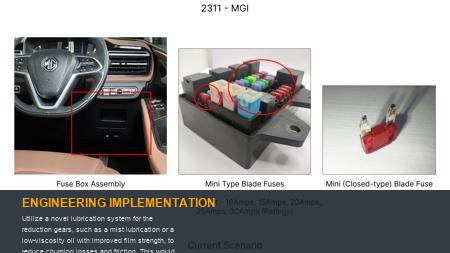 2311 - MGI
MG
Fuse Box Assembly
Mini Type Blade Fuses
Mini (Closed-type) Blade Fuse
ENGINEERING IMPLEMENTATION
- 10Amps, 15Amps, 20Amps,
25Amps, 30Amps (Ratings)
Utilize a novel lubrication system for the
reduction gears, such as a mist lubrication or a
low-viscosity oil with improved film strength, to
reduce churning losses and friction. This would
Current Scenario